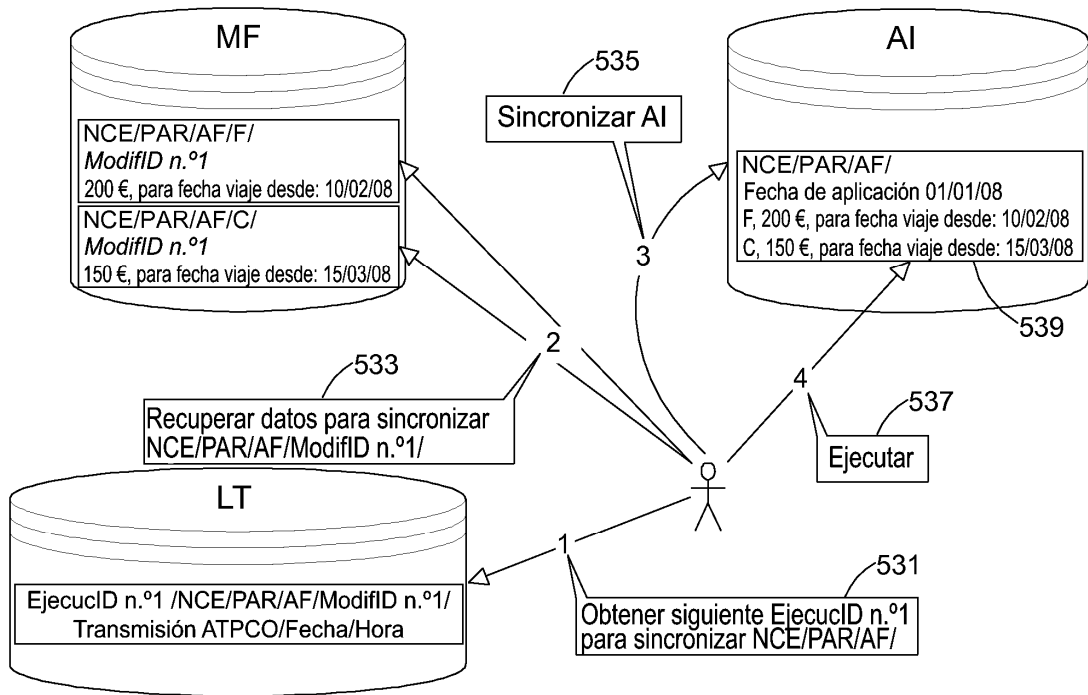 MF
NCE/PAR/AF/F/
ModifID n.º1
200 €, para fecha viaje desde: 10/02/08
NCE/PAR/AF/C/
ModifID n.º1
150 €, para fecha viaje desde: 15/03/08
535
Sincronizar AI
3
AI
NCE/PAR/AF/
Fecha de aplicación 01/01/08
F, 200 €, para fecha viaje desde: 10/02/08
C, 150 €, para fecha viaje desde: 15/03/08
539
2
533
Recuperar datos para sincronizar
NCE/PAR/AF/ModifID n.º1/
4
537
Ejecutar
LT
EjecucID n.º1 /NCE/PAR/AF/ModifID n.º1/
Transmisión ATPCO/Fecha/Hora
1
531
Obtener siguiente EjecucID n.º1
para sincronizar NCE/PAR/AF/